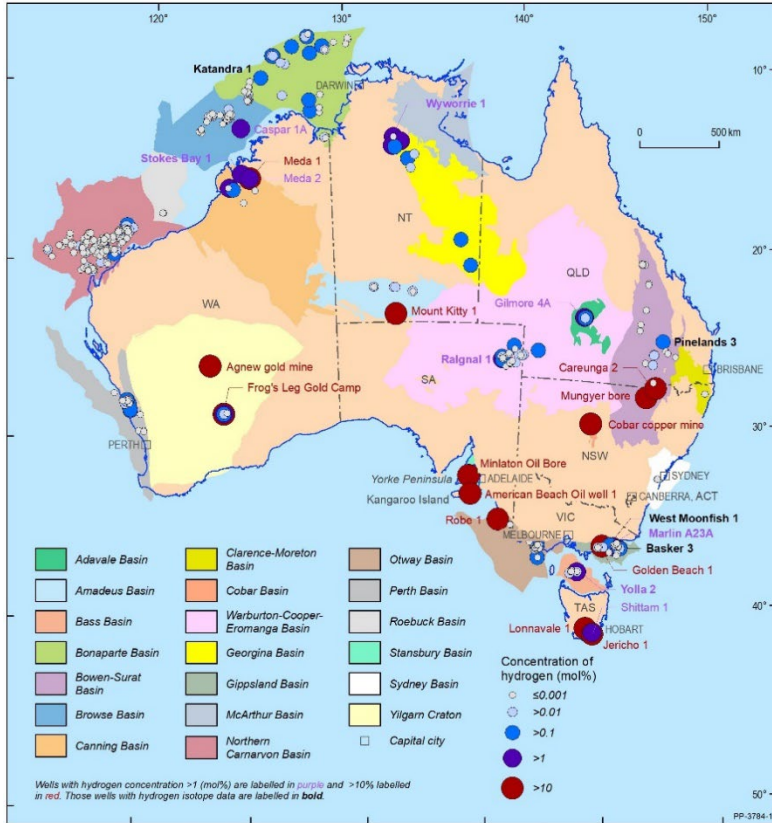 120°
130°
140°
150°
10°
Katandra 1
DARWIN
Wyworrie 1
0
500 km
Caspar 1A
Stokes Bay 1
Meda 1
Meda 2
NT
20°
QLD
WA
Gilmore 4A
Mount Kitty 1
Pinelands 3
Agnew gold mine
Ralgnal 1
Careunga 2
BRISBANE
Frog's Leg Gold Camp
SA
Mungyer bore
Cobar copper mine
30°
PERTH
NSW
Minlaton Oil Bore
Yorke Peninsula
ADELAIDE
SYDNEY
Kangaroo Island
American Beach Oil well 1
CANBERRA, ACT
Robe 1
VIC
West Moonfish 1
MELBOURNE
Marlin A23A
Basker 3
Golden Beach 1
Yolla 2
Shittam 1
40°
TAS
Lonnavale 1
HOBART
Jericho 1
Adavale Basin
Amadeus Basin
Bass Basin
Bonaparte Basin
Bowen-Surat
Basin
Browse Basin
Canning Basin
Clarence-Moreton
Basin
Cobar Basin
Warburton-Cooper-
Eromanga Basin
Georgina Basin
Gippsland Basin
McArthur Basin
Northern
Carnarvon Basin
Otway Basin
Perth Basin
Roebuck Basin
Stansbury Basin
Sydney Basin
Yilgarn Craton
Capital city
Concentration of
hydrogen (mol%)
≤0.001
>0.01
>0.1
>1
>10
Wells with hydrogen concentration >1 (mol%) are labelled in purple and >10% labelled
in red. Those wells with hydrogen isotope data are labelled in bold.
50°
PP-3784-1